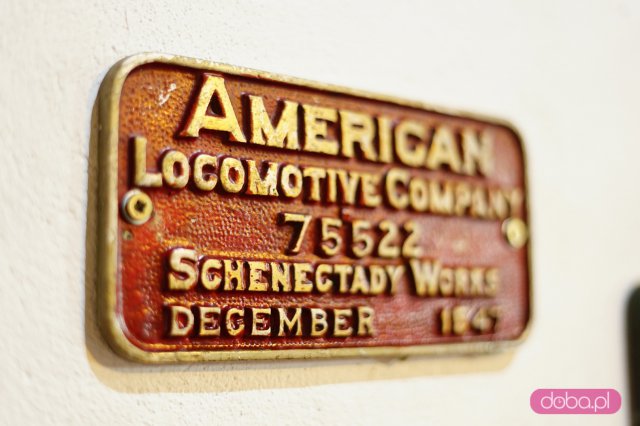 AMERICAN
LOCOMOTIVE COMPANY
75522
SCHENECTADY WORKS
DECEMBER 1947
doba.pl